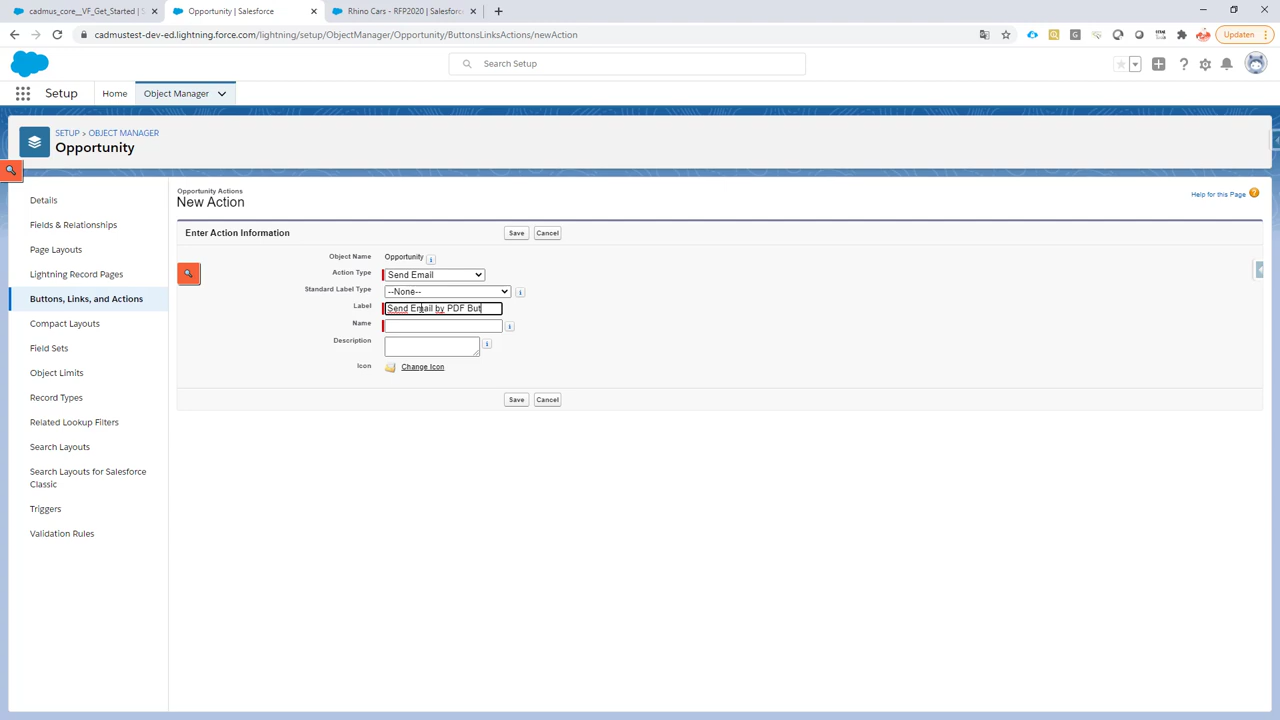 cadmus_core__VF_Get_Started | S
Opportunity | Salesforce
Rhino Cars - RFP2020 | Salesforc
cadmustest-dev-ed.lightning.force.com/lightning/setup/ObjectManager/Opportunity/ButtonsLinksActions/newAction
Updaten
Search Setup
Setup
Home
Object Manager
SETUP > OBJECT MANAGER
Opportunity
Details
Fields & Relationships
Page Layouts
Lightning Record Pages
Buttons, Links, and Actions
Compact Layouts
Field Sets
Object Limits
Record Types
Related Lookup Filters
Search Layouts
Search Layouts for Salesforce
Classic
Triggers
Validation Rules
Opportunity Actions
New Action
Help for this Page
Enter Action Information
Save
Cancel
Object Name
Opportunity
Action Type
Send Email
Standard Label Type
--None--
Label
Send Email by PDF But
Name
Description
Icon
Change Icon
Save
Cancel